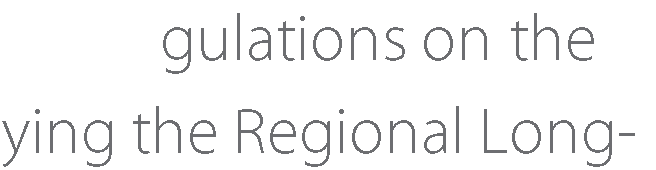 gulations on the
ying the Regional Long-